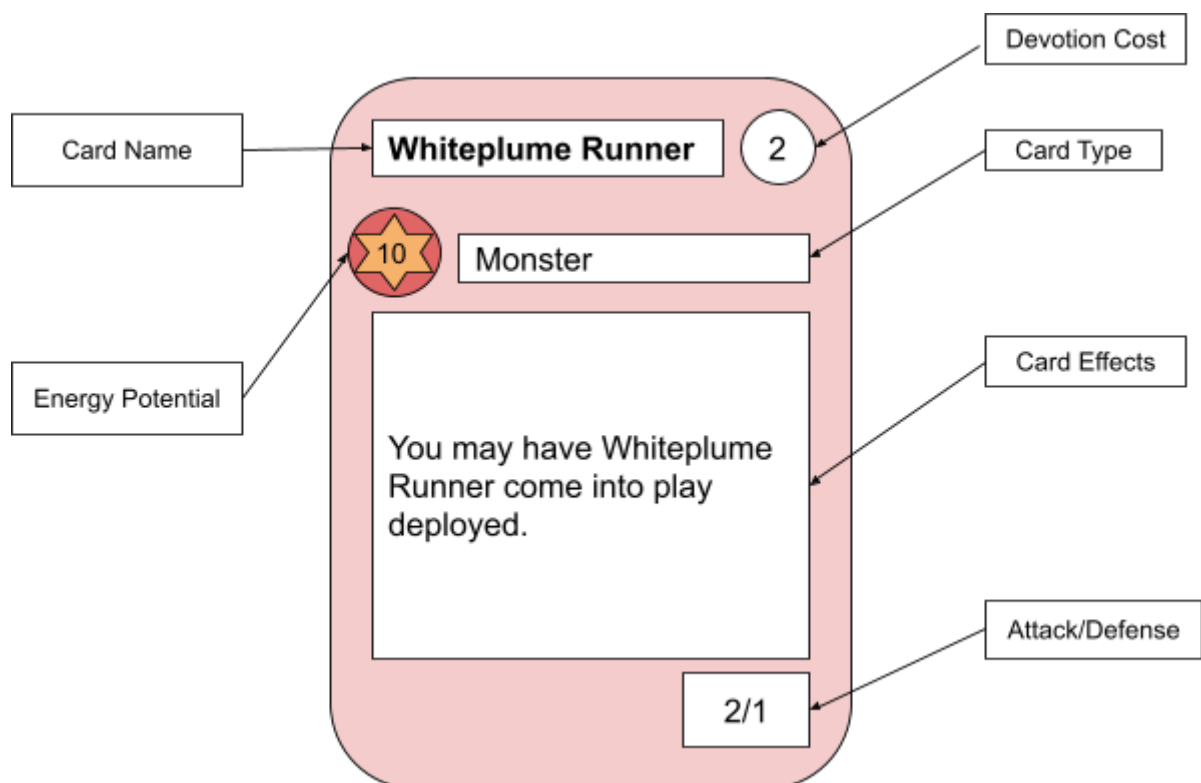 Devotion Cost
Card Name
Whiteplume Runner
2
Card Type
10
Monster
Energy Potential
Card Effects
You may have Whiteplume
Runner come into play
deployed.
Attack/Defense
2/1